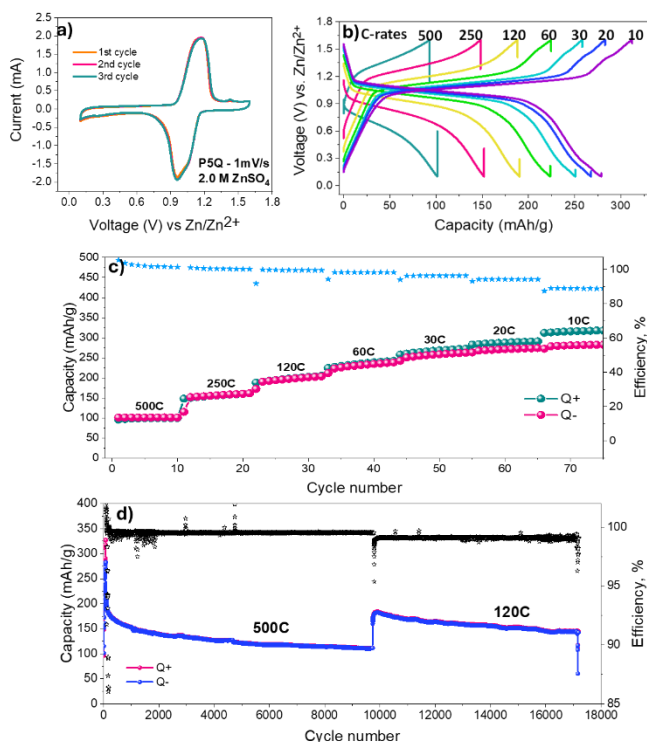 a)
1st cycle
2nd cycle
3rd cycle
P5Q - 1mV/s
2.0 M ZnSO4
Current (mA)
2.0
1.5
1.0
0.5
0.0
-0.5
-1.0
-1.5
-2.0
0.0 0.3 0.6 0.9 1.2 1.5 1.8
Voltage (V) vs Zn/Zn2+
b)
C-rates 500 250 120 60 30 20 10
Voltage (V) vs. Zn/Zn2+
1.8
1.5
1.2
0.9
0.6
0.3
0.0
0 50 100 150 200 250 300
Capacity (mAh/g)
c)
Capacity (mAh/g)
500
450
400
350
300
250
200
150
100
50
0
500C 250C 120C 60C 30C 20C 10C
Q+
Q-
Efficiency, %
100
80
60
40
20
0
0 10 20 30 40 50 60 70
Cycle number
d)
Capacity (mAh/g)
400
350
300
250
200
150
100
50
0
500C 120C
Q+
Q-
Efficiency, %
100
95
90
85
0 2000 4000 6000 8000 10000 12000 14000 16000 18000
Cycle number